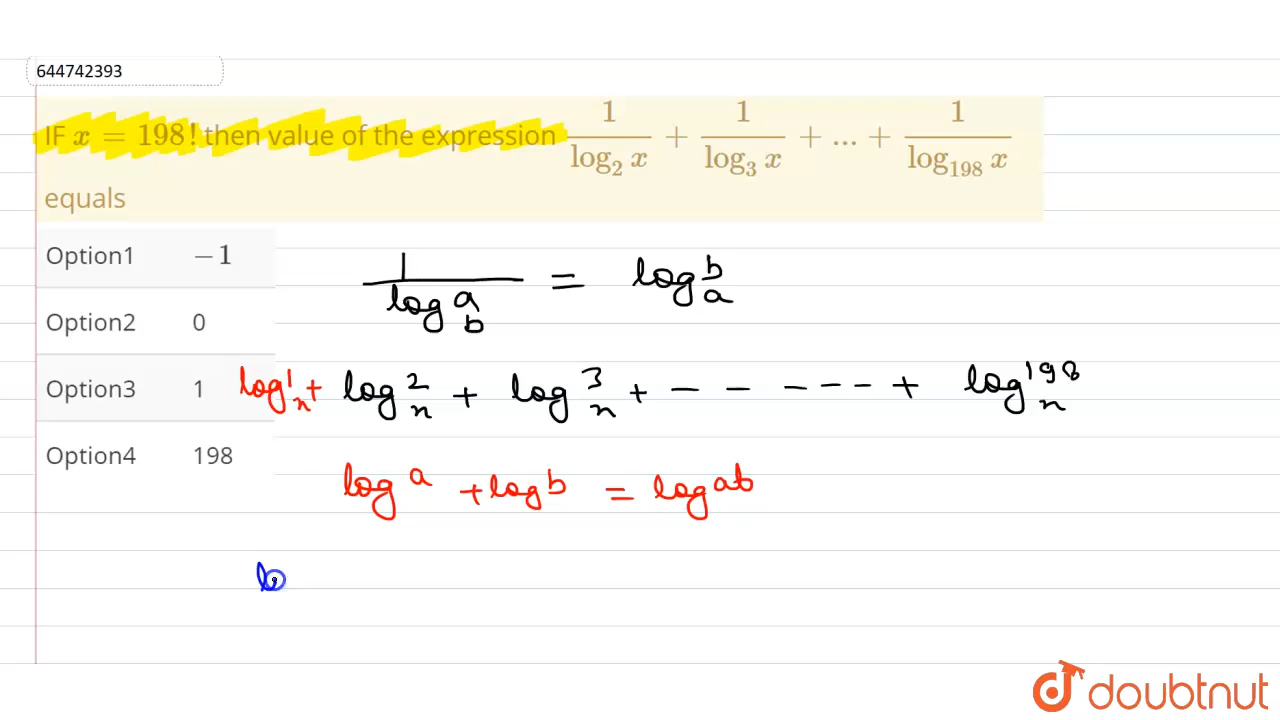 644742393
IF x = 198! then value of the expression 1/log₂ x + 1/log₃ x + ... + 1/log₁₉₈ x
equals
Option1 −1
Option2 0
Option3 1
Option4 198
1/log_b a = log_a b
log_x 1 + log_x 2 + log_x 3 + – – – – – + log_x 198
log a + log b = log ab
lo
doubtnut